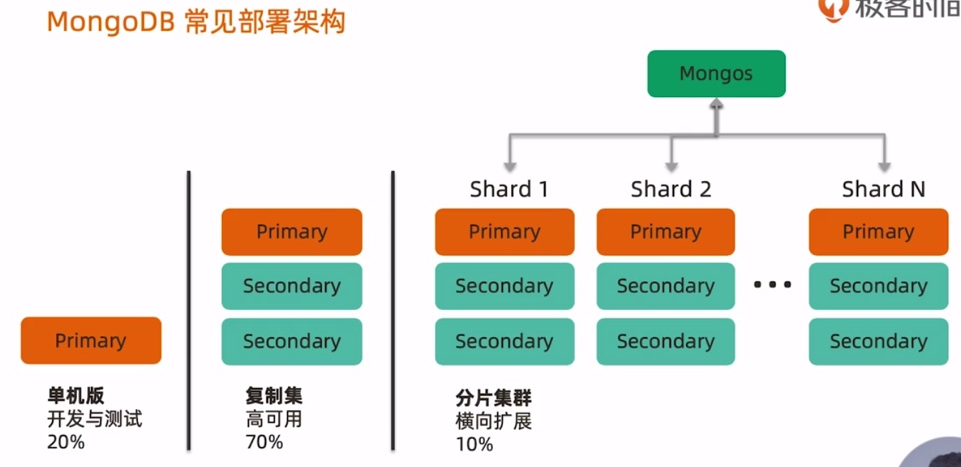 MongoDB 常见部署架构
极客时间
Mongos
Shard 1
Shard 2
Shard N
Primary
Primary
Primary
Primary
Secondary
Secondary
Secondary
Secondary
Secondary
Secondary
Secondary
Secondary
Primary
单机版
开发与测试
20%
复制集
高可用
70%
分片集群
横向扩展
10%